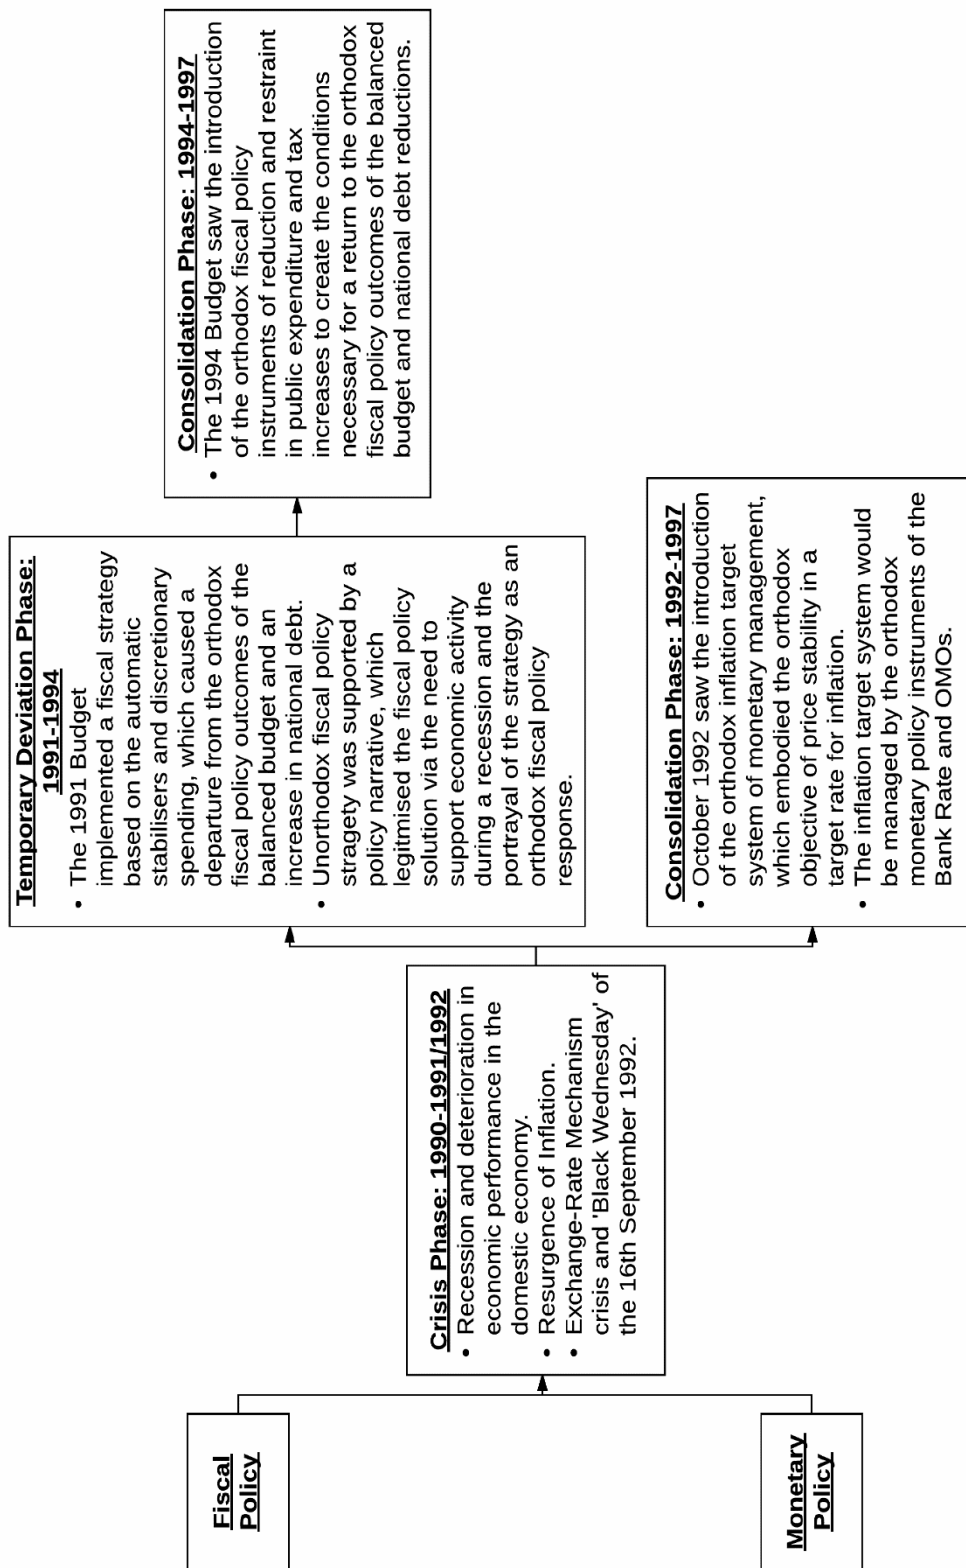 Fiscal
Policy
Monetary
Policy
Crisis Phase: 1990-1991/1992
• Recession and deterioration in
economic performance in the
domestic economy.
• Resurgence of Inflation.
• Exchange-Rate Mechanism
crisis and 'Black Wednesday' of
the 16th September 1992.
Temporary Deviation Phase:
1991-1994
• The 1991 Budget
implemented a fiscal strategy
based on the automatic
stabilisers and discretionary
spending, which caused a
departure from the orthodox
fiscal policy outcomes of the
balanced budget and an
increase in national debt.
• Unorthodox fiscal policy
stragety was supported by a
policy narrative, which
legitmised the fiscal policy
solution via the need to
support economic activity
during a recession and the
portrayal of the strategy as an
orthodox fiscal policy
response.
Consolidation Phase: 1992-1997
• October 1992 saw the introduction
of the orthodox inflation target
system of monetary management,
which embodied the orthodox
objective of price stability in a
target rate for inflation.
• The inflation target system would
be managed by the orthodox
monetary policy instruments of the
Bank Rate and OMOs.
Consolidation Phase: 1994-1997
• The 1994 Budget saw the introduction
of the orthodox fiscal policy
instruments of reduction and restraint
in public expenditure and tax
increases to create the conditions
necessary for a return to the orthodox
fiscal policy outcomes of the balanced
budget and national debt reductions.